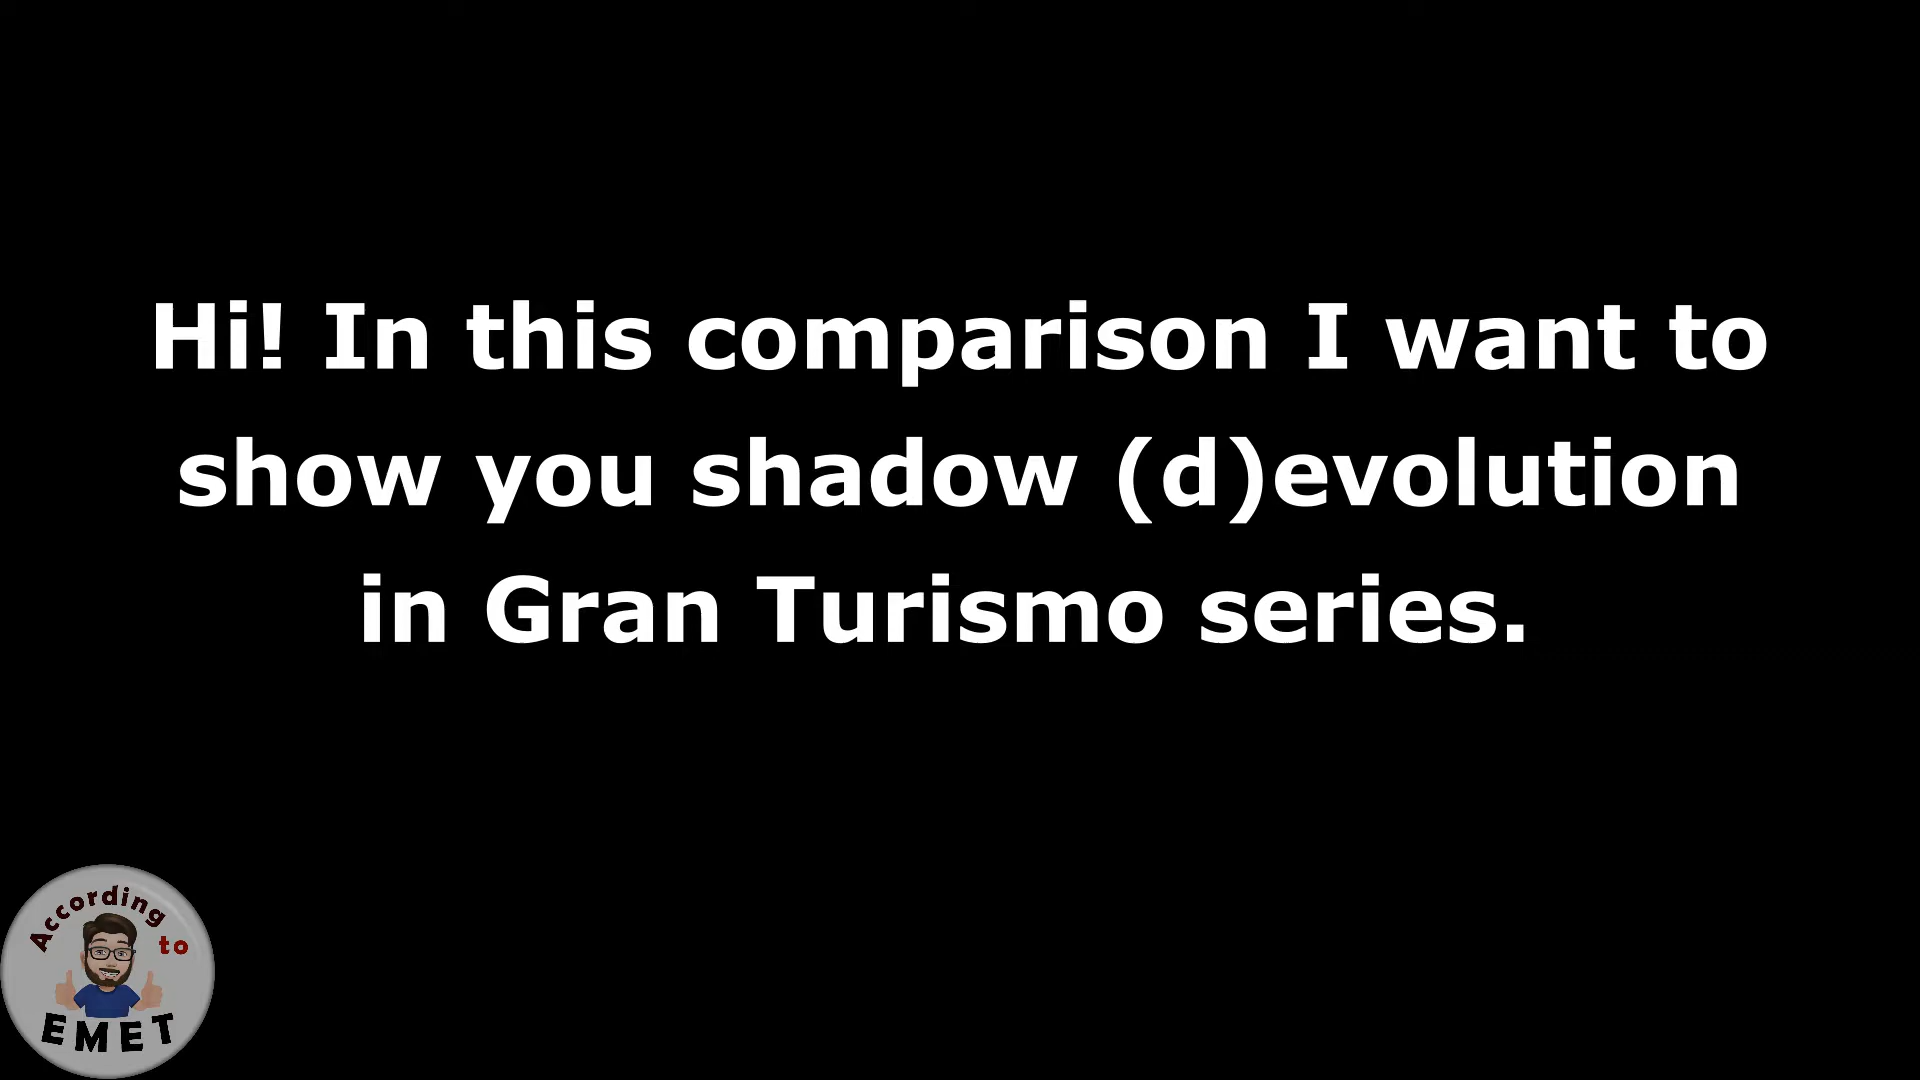 Hi! In this comparison I want to
show you shadow (d)evolution
in Gran Turismo series.
According
to
EMET